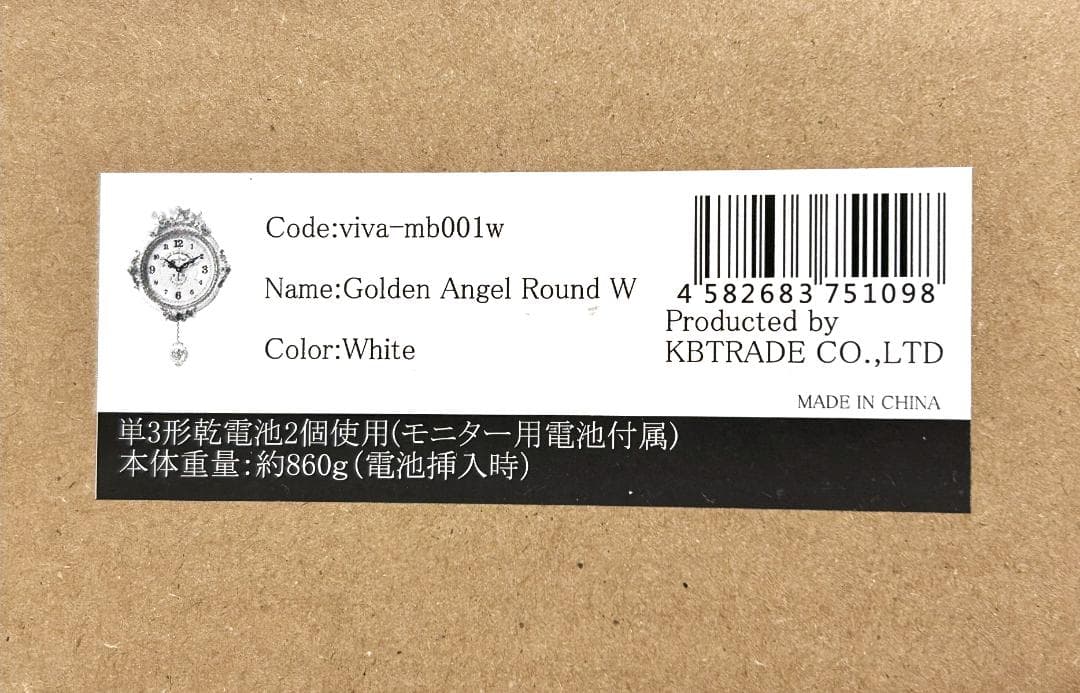 Code:viva-mb001w
Name:Golden Angel Round W
Color:White
4 582683 751098
Producted by
KBTRADE CO.,LTD
MADE IN CHINA
単3形乾電池2個使用(モニター用電池付属)
本体重量:約860g(電池挿入時)